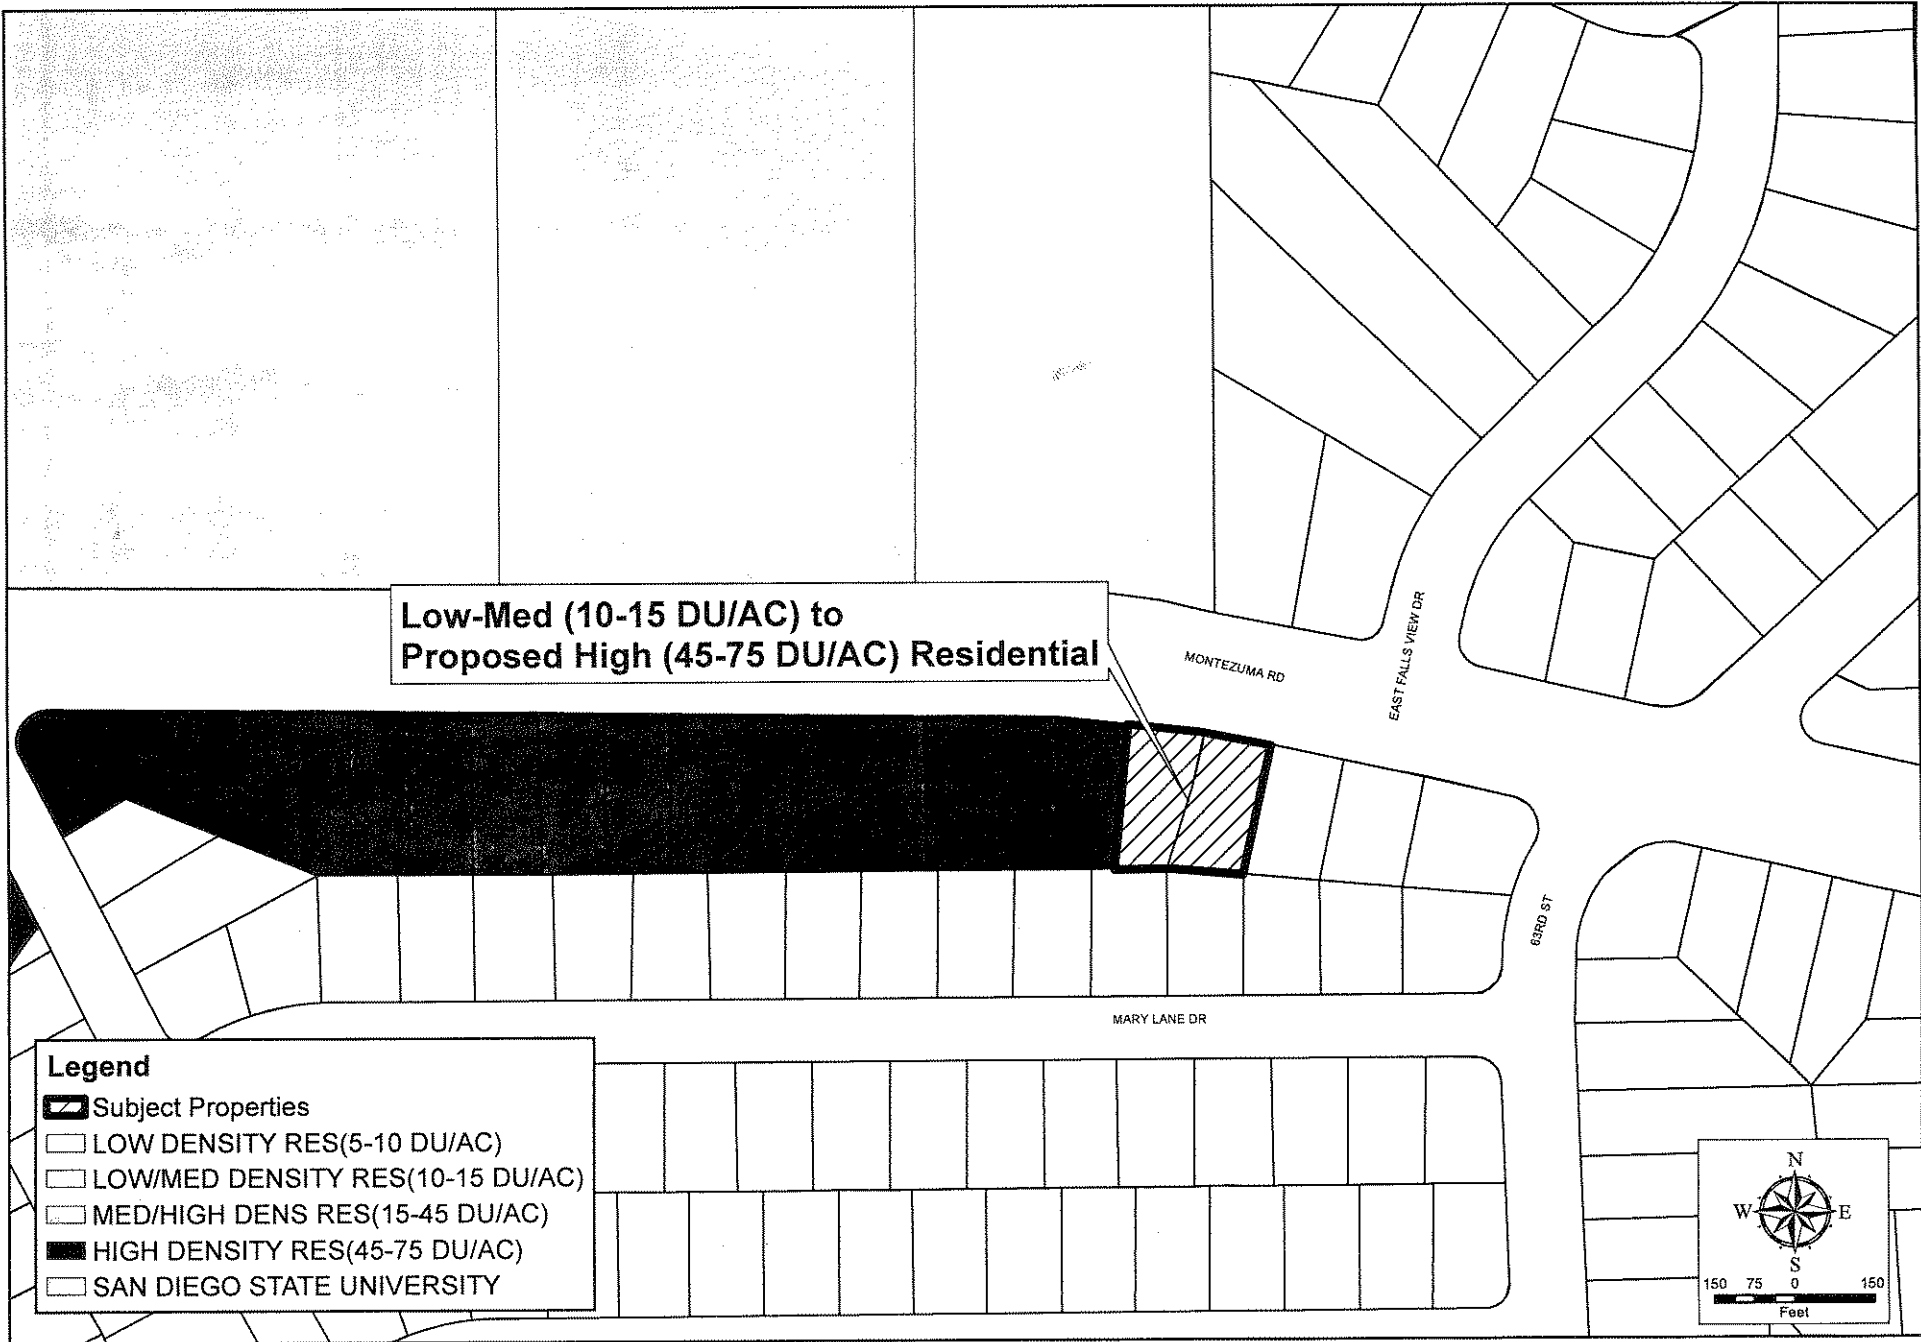 Low-Med (10-15 DU/AC) to
Proposed High (45-75 DU/AC) Residential
MONTEZUMA RD
EAST FALLS VIEW DR
63RD ST
MARY LANE DR
Legend
Subject Properties
LOW DENSITY RES(5-10 DU/AC)
LOW/MED DENSITY RES(10-15 DU/AC)
MED/HIGH DENS RES(15-45 DU/AC)
HIGH DENSITY RES(45-75 DU/AC)
SAN DIEGO STATE UNIVERSITY
N
W E
S
150 75 0 150
Feet